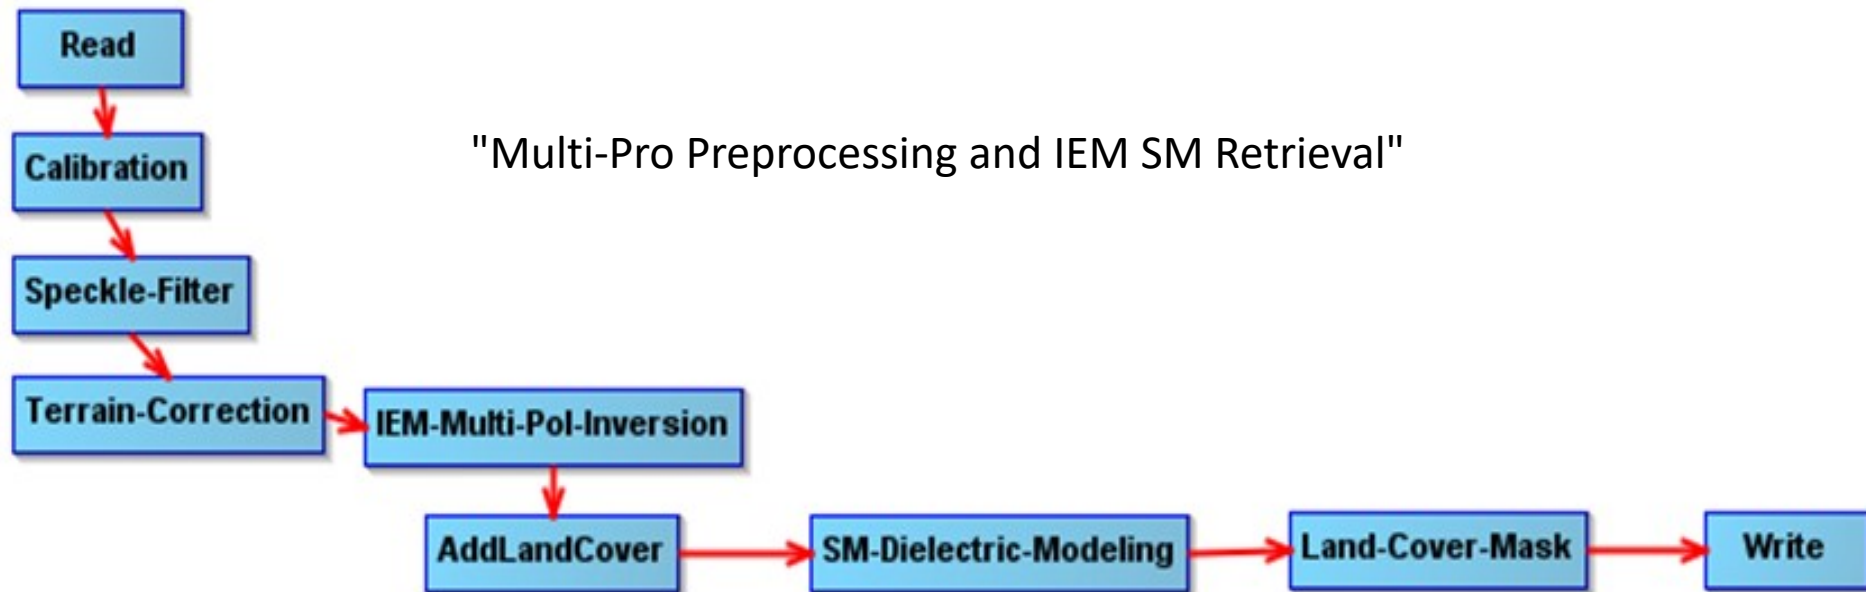 Read
Calibration
"Multi-Pro Preprocessing and IEM SM Retrieval"
Speckle-Filter
Terrain-Correction
IEM-Multi-Pol-Inversion
AddLandCover
SM-Dielectric-Modeling
Land-Cover-Mask
Write